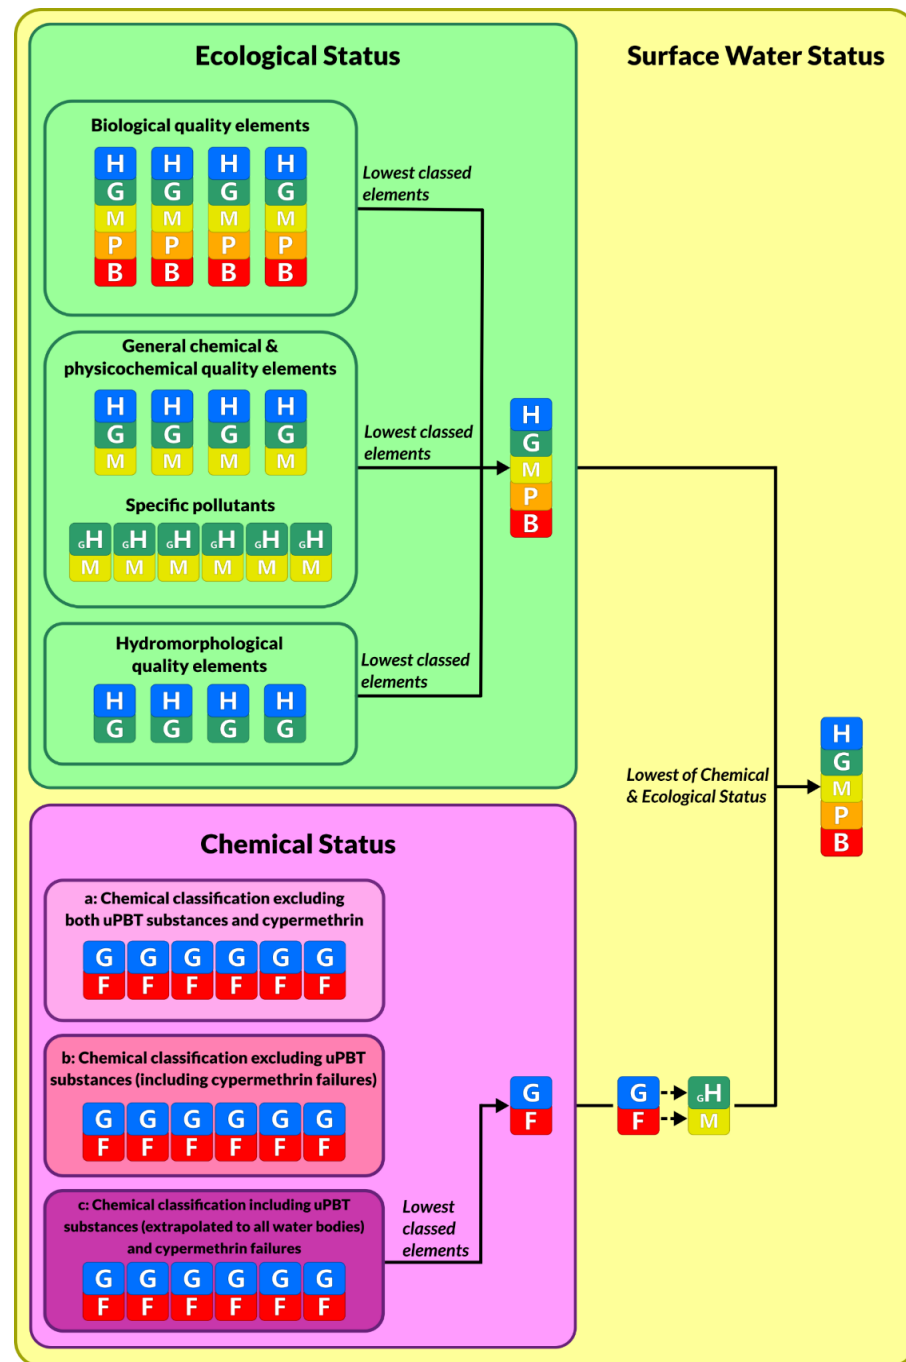 Ecological Status
Surface Water Status
Biological quality elements
H H H H
G G G G
M M M M
P P P P
B B B B
Lowest classed
elements
General chemical &
physicochemical quality elements
H H H H
G G G G
M M M M
Lowest classed
elements
Specific pollutants
GH GH GH GH GH GH
M M M M M M
H
G
M
P
B
Hydromorphological
quality elements
H H H H
G G G G
Lowest classed
elements
Lowest of Chemical
& Ecological Status
H
G
M
P
B
Chemical Status
a: Chemical classification excluding
both uPBT substances and cypermethrin
G G G G G G
F F F F F F
b: Chemical classification excluding uPBT
substances (including cypermethrin failures)
G G G G G G
F F F F F F
c: Chemical classification including uPBT
substances (extrapolated to all water bodies)
and cypermethrin failures
G G G G G G
F F F F F F
Lowest
classed
elements
G
F
G GH
F M